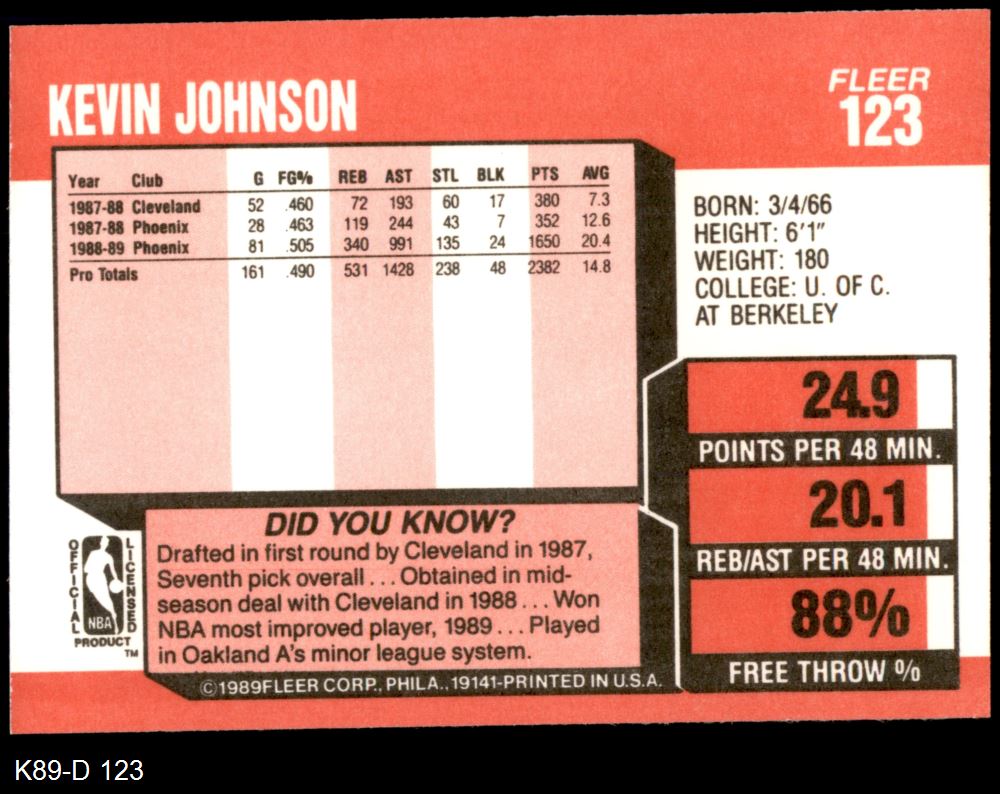 KEVIN JOHNSON
FLEER
123
Year Club G FG% REB AST STL BLK PTS AVG
1987-88 Cleveland 52 .460 72 193 60 17 380 7.3
1987-88 Phoenix 28 .463 119 244 43 7 352 12.6
1988-89 Phoenix 81 .505 340 991 135 24 1650 20.4
Pro Totals 161 .490 531 1428 238 48 2382 14.8
BORN: 3/4/66
HEIGHT: 6'1"
WEIGHT: 180
COLLEGE: U. OF C.
AT BERKELEY
24.9
POINTS PER 48 MIN.
20.1
REB/AST PER 48 MIN.
88%
FREE THROW %
DID YOU KNOW?
Drafted in first round by Cleveland in 1987,
Seventh pick overall . . . Obtained in mid-
season deal with Cleveland in 1988 . . . Won
NBA most improved player, 1989 . . . Played
in Oakland A's minor league system.
OFFICIAL
NBA
LICENSED
PRODUCT
TM
©1989FLEER CORP., PHILA., 19141-PRINTED IN U.S.A.
K89-D 123